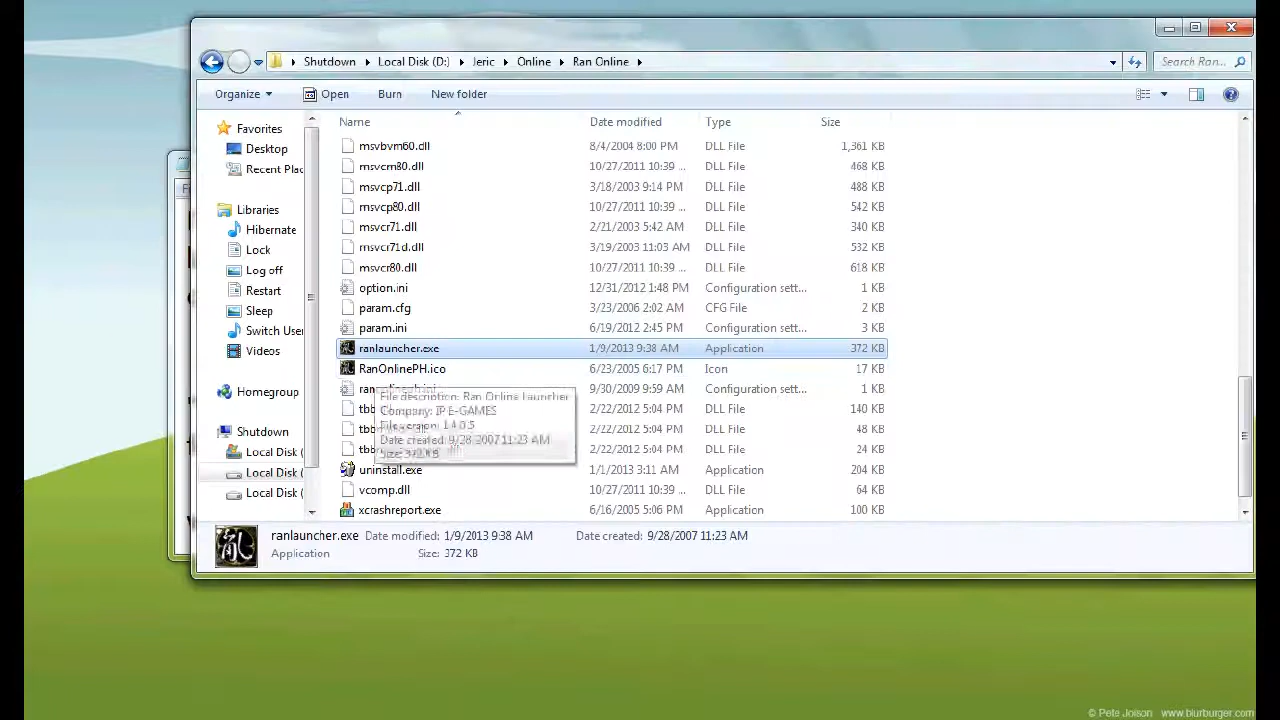 Shutdown Local Disk (D:) Jeric Online Ran Online
Search Ran...
Organize Open Burn New folder
Name Date modified Type Size
Favorites
Desktop
Recent Plac
Libraries
Hibernate
Lock
Log off
Restart
Sleep
Switch User
Videos
Homegroup
Shutdown
Local Disk (
Local Disk (
Local Disk (
msvbvm60.dll 8/4/2004 8:00 PM DLL File 1,361 KB
msvcm80.dll 10/27/2011 10:39 ... DLL File 468 KB
msvcp71.dll 3/18/2003 9:14 PM DLL File 488 KB
msvcp80.dll 10/27/2011 10:39 ... DLL File 542 KB
msvcr71.dll 2/21/2003 5:42 AM DLL File 340 KB
msvcr71d.dll 3/19/2003 11:03 AM DLL File 532 KB
msvcr80.dll 10/27/2011 10:39 ... DLL File 618 KB
option.ini 12/31/2012 1:48 PM Configuration sett... 1 KB
param.cfg 3/23/2006 2:02 AM CFG File 2 KB
param.ini 6/19/2012 2:45 PM Configuration sett... 3 KB
ranlauncher.exe 1/9/2013 9:38 AM Application 372 KB
RanOnlinePH.ico 6/23/2005 6:17 PM Icon 17 KB
9/30/2009 9:59 AM Configuration sett... 1 KB
tbb 2/22/2012 5:04 PM DLL File 140 KB
tbb 2/22/2012 5:04 PM DLL File 48 KB
tbb 2/22/2012 5:04 PM DLL File 40 KB
uninstall.exe 1/1/2013 3:11 AM Application 204 KB
vcomp.dll 10/27/2011 10:39 ... DLL File 64 KB
xcrashreport.exe 6/16/2005 5:06 PM Application 100 KB
File description: Ran Online Launcher
Company: IP E-GAMES
File version: 1.4.0.5
Date created: 9/28/2007 11:23 AM
Size: 372 KB
亂
ranlauncher.exe Date modified: 1/9/2013 9:38 AM Date created: 9/28/2007 11:23 AM
Application Size: 372 KB
© Pete Joison www.blurburger.com